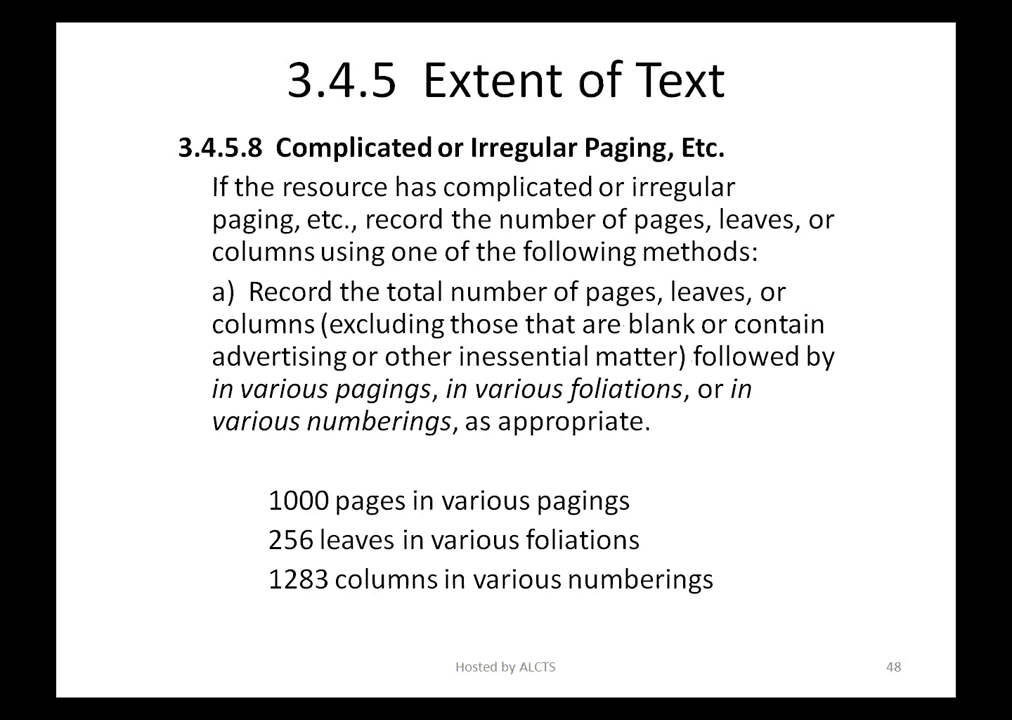 3.4.5 Extent of Text
3.4.5.8 Complicated or Irregular Paging, Etc.
If the resource has complicated or irregular
paging, etc., record the number of pages, leaves, or
columns using one of the following methods:
a) Record the total number of pages, leaves, or
columns (excluding those that are blank or contain
advertising or other inessential matter) followed by
in various pagings, in various foliations, or in
various numberings, as appropriate.
1000 pages in various pagings
256 leaves in various foliations
1283 columns in various numberings
Hosted by ALCTS
48